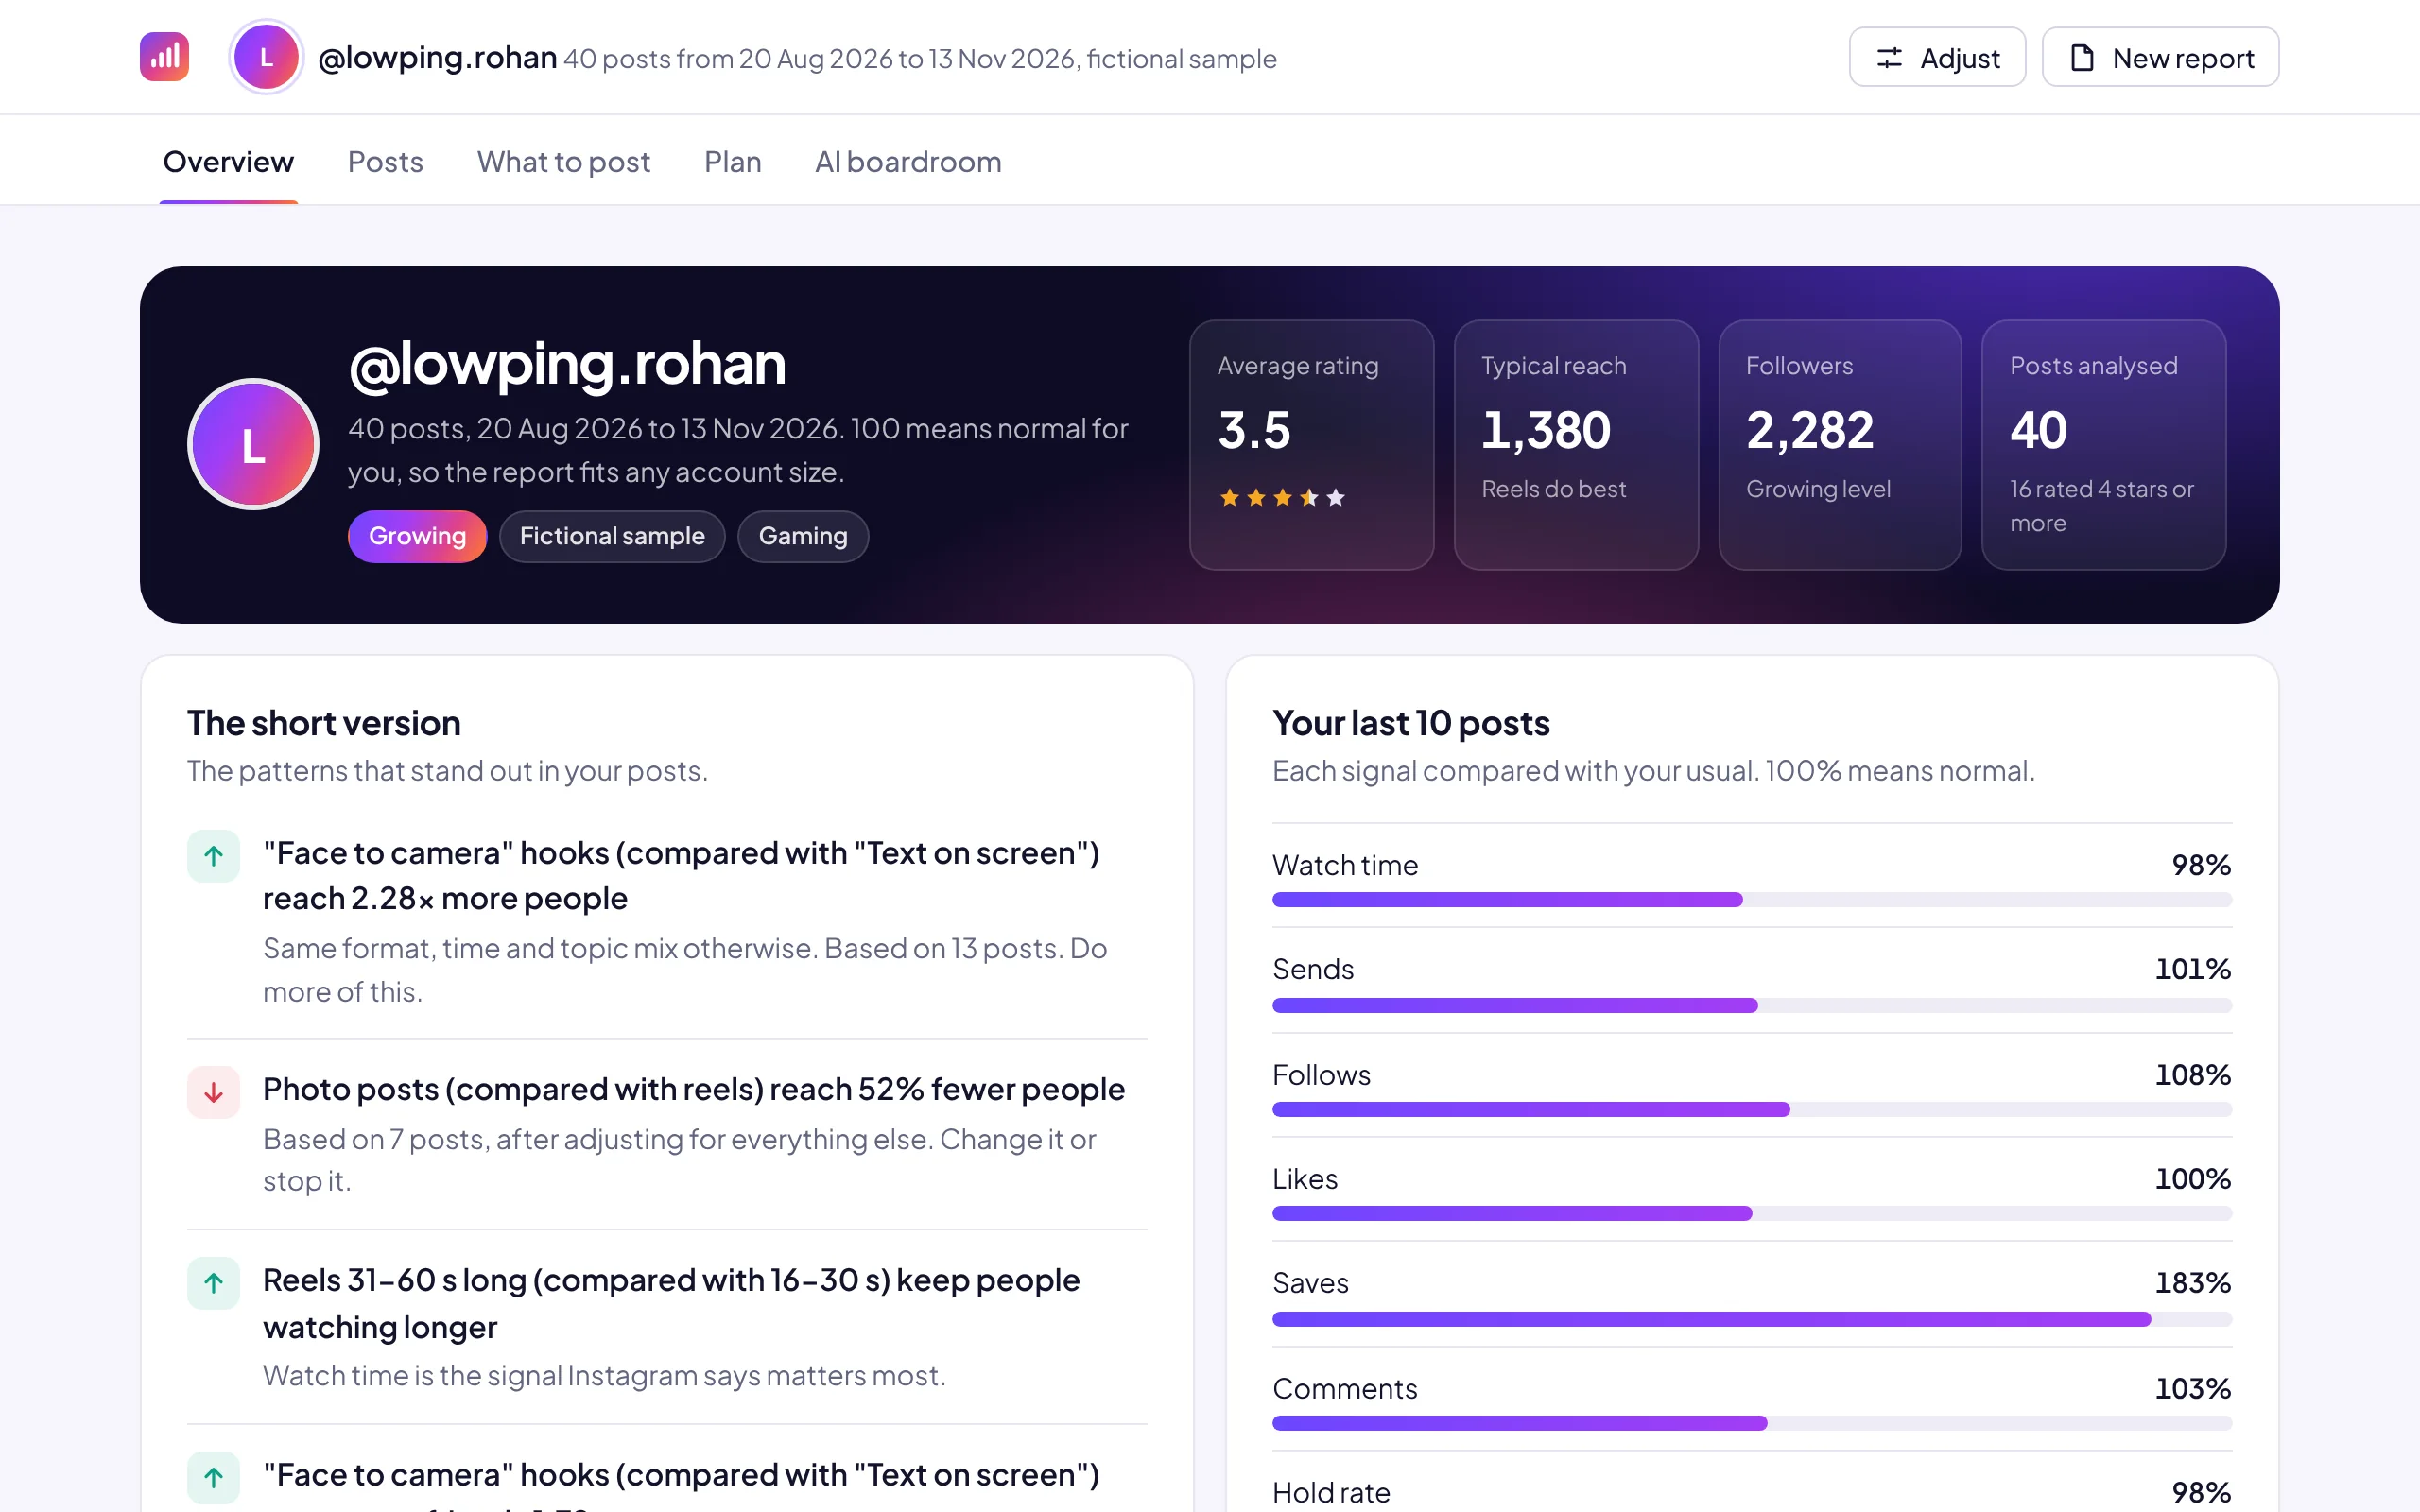 L
@lowping.rohan 40 posts from 20 Aug 2026 to 13 Nov 2026, fictional sample
Adjust
New report
Overview
Posts
What to post
Plan
AI boardroom
L
@lowping.rohan
40 posts, 20 Aug 2026 to 13 Nov 2026. 100 means normal for
you, so the report fits any account size.
Growing
Fictional sample
Gaming
Average rating
3.5
Typical reach
1,380
Reels do best
Followers
2,282
Growing level
Posts analysed
40
16 rated 4 stars or
more
The short version
The patterns that stand out in your posts.
"Face to camera" hooks (compared with "Text on screen")
reach 2.28× more people
Same format, time and topic mix otherwise. Based on 13 posts. Do
more of this.
Photo posts (compared with reels) reach 52% fewer people
Based on 7 posts, after adjusting for everything else. Change it or
stop it.
Reels 31–60 s long (compared with 16–30 s) keep people
watching longer
Watch time is the signal Instagram says matters most.
"Face to camera" hooks (compared with "Text on screen")
Your last 10 posts
Each signal compared with your usual. 100% means normal.
Watch time
98%
Sends
101%
Follows
108%
Likes
100%
Saves
183%
Comments
103%
Hold rate
98%